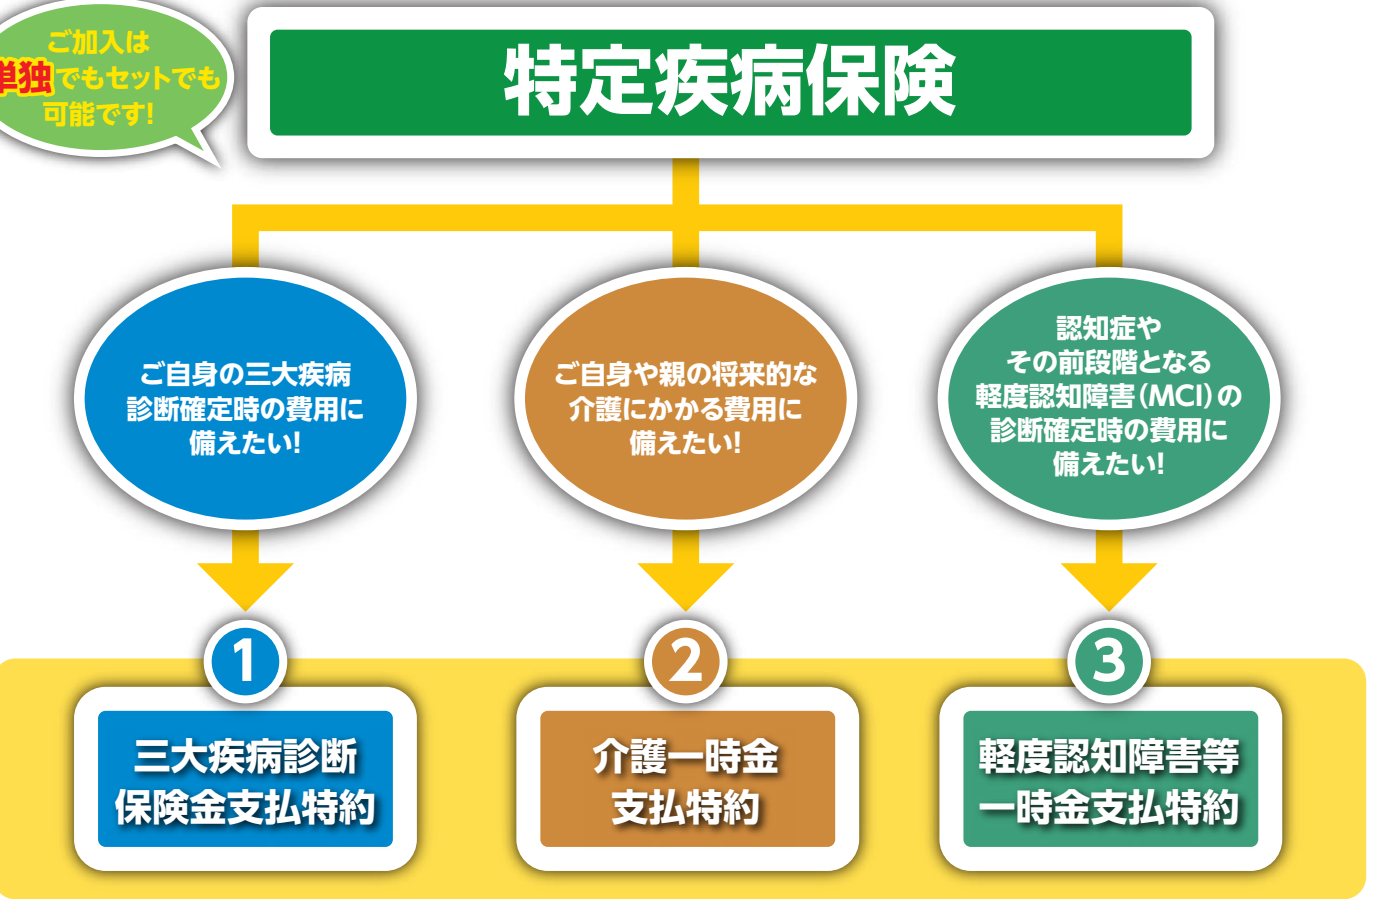 ご加入は
単独でもセットでも
可能です!
特定疾病保険
ご自身の三大疾病
診断確定時の費用に
備えたい!
ご自身や親の将来的な
介護にかかる費用に
備えたい!
認知症や
その前段階となる
軽度認知障害(MCI)の
診断確定時の費用に
備えたい!
1
三大疾病診断
保険金支払特約
2
介護一時金
支払特約
3
軽度認知障害等
一時金支払特約